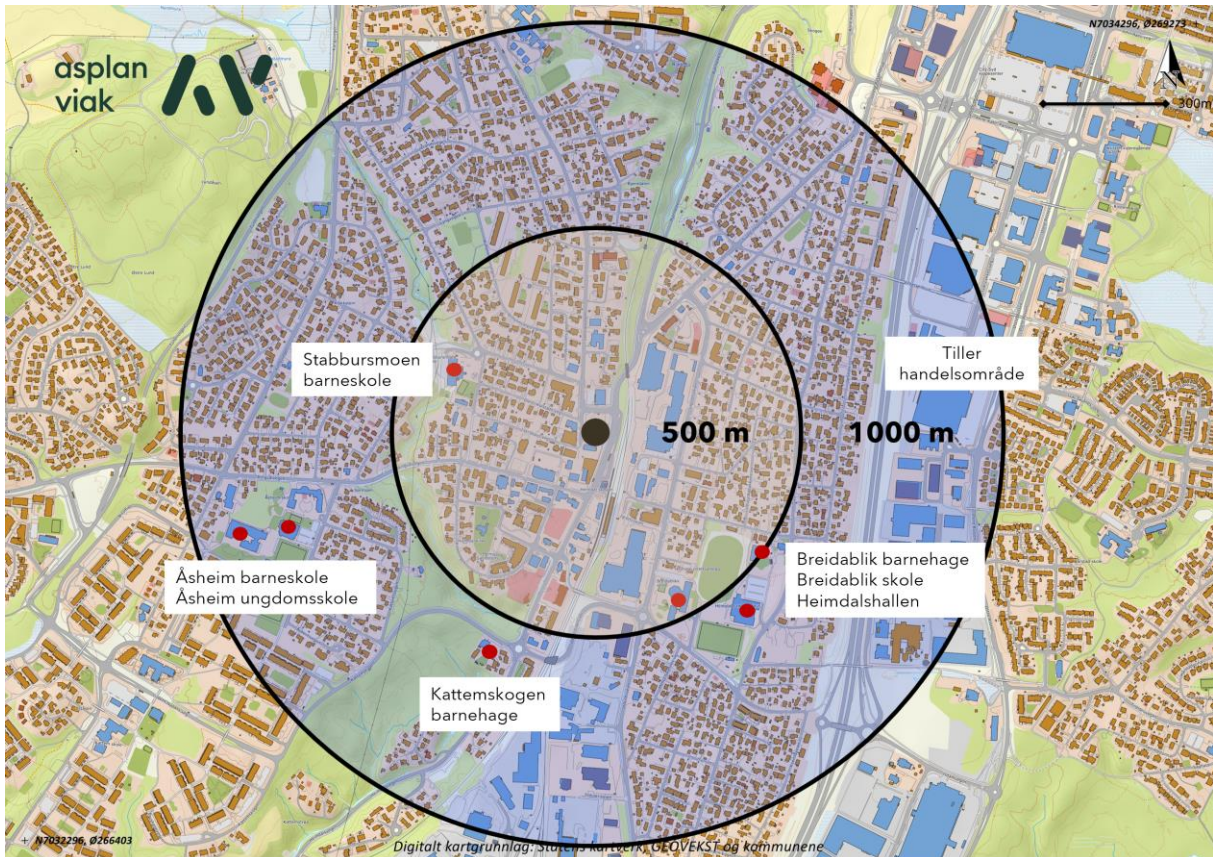 asplan
viak
N7034296, Ø269273
300m
Stabbursmoen
barneskole
Tiller
handelsområde
500 m
1000 m
Åsheim barneskole
Åsheim ungdomsskole
Breidablik barnehage
Breidablik skole
Heimdalshallen
Kattemskogen
barnehage
N7032296, Ø266403
Digitalt kartgrunnlag: Statens kartverk, GEOVEKST og kommunene